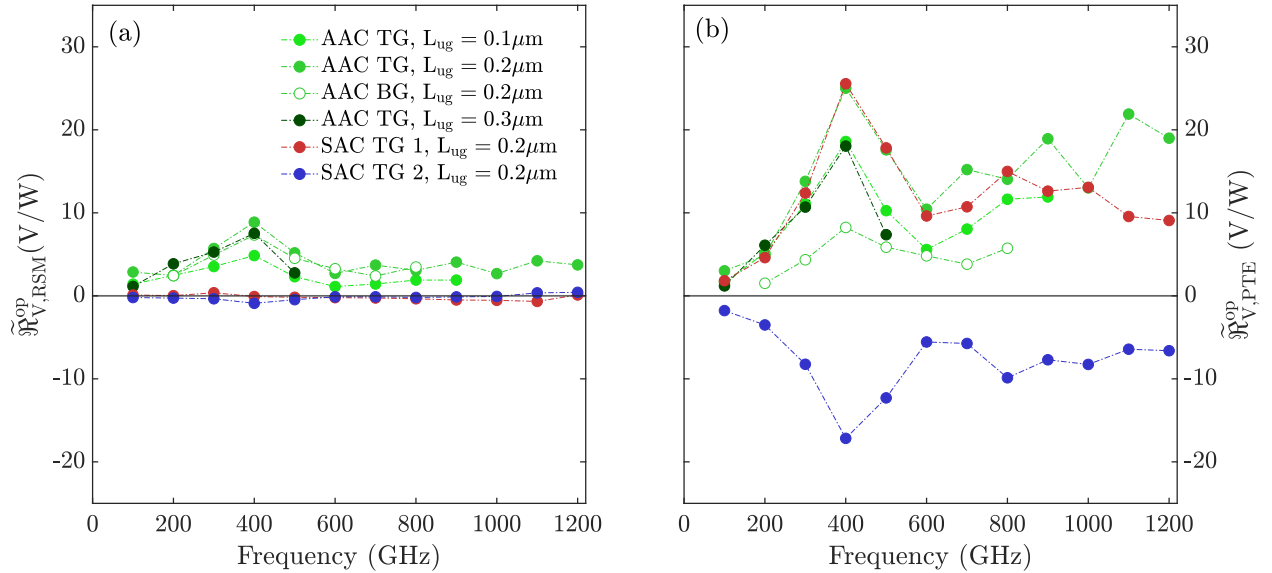 (a)
AAC TG, L_ug = 0.1μm
AAC TG, L_ug = 0.2μm
AAC BG, L_ug = 0.2μm
AAC TG, L_ug = 0.3μm
SAC TG 1, L_ug = 0.2μm
SAC TG 2, L_ug = 0.2μm
30
20
10
0
-10
-20
0 200 400 600 800 1000 1200
Frequency (GHz)
ℜ̃^op_V,RSM (V/W)
(b)
30
20
10
0
-10
-20
0 200 400 600 800 1000 1200
Frequency (GHz)
ℜ̃^op_V,PTE (V/W)